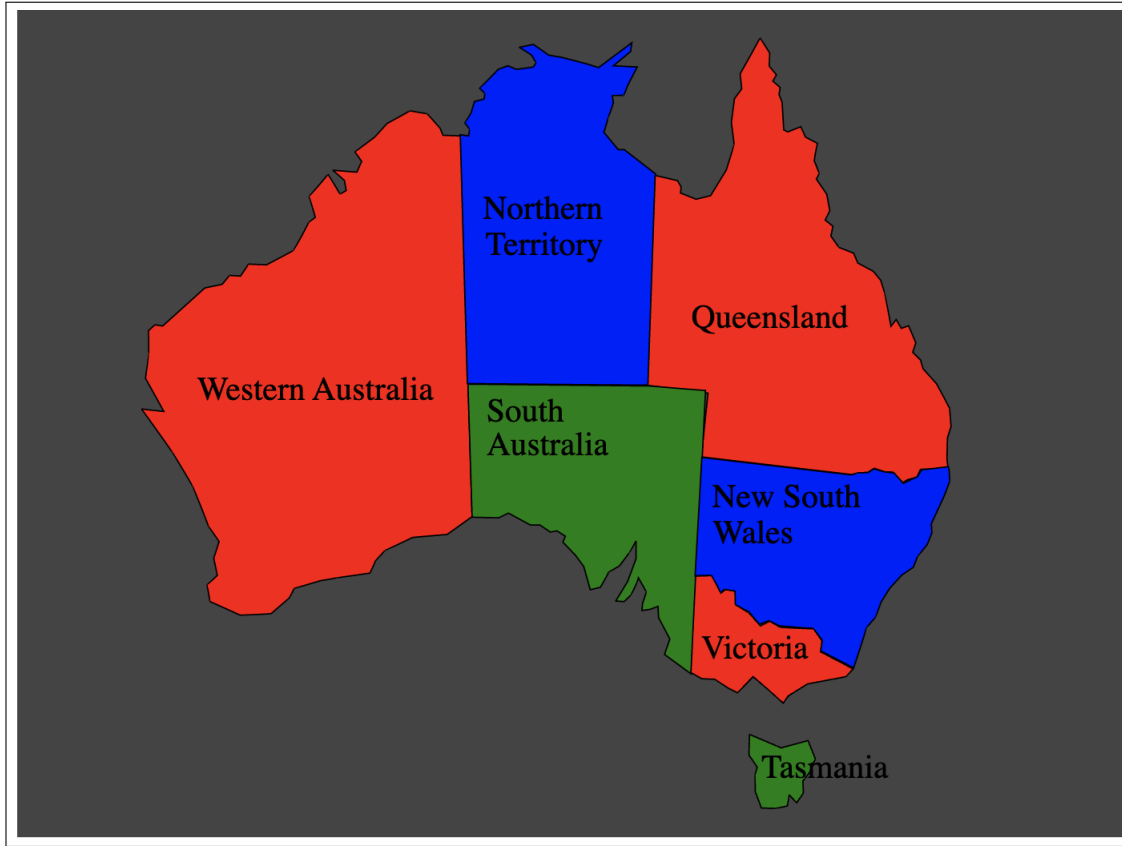 Northern
Territory
Queensland
Western Australia
South
Australia
New South
Wales
Victoria
Tasmania